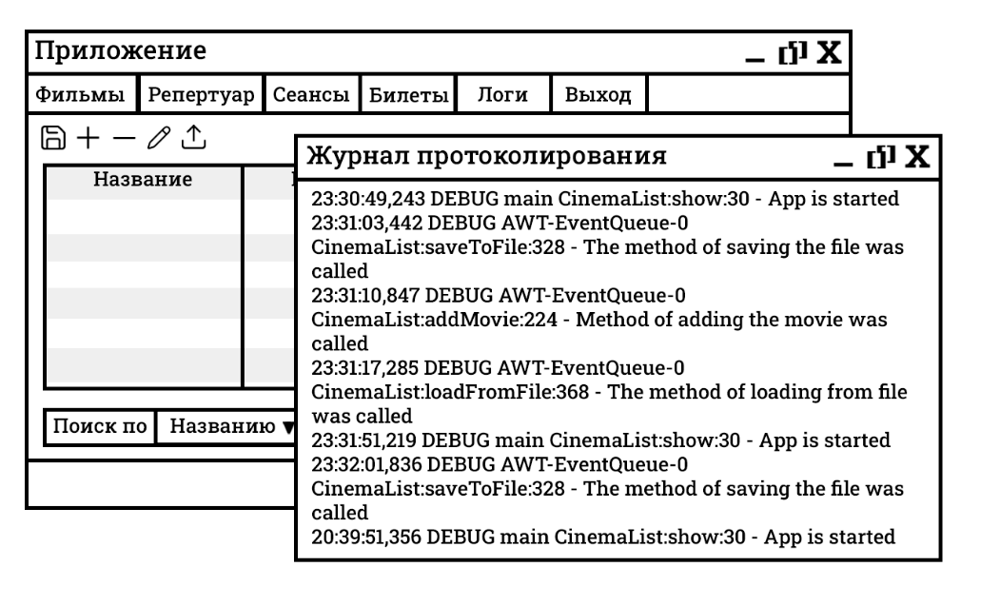 Приложение
Фильмы Репертуар Сеансы Билеты Логи Выход
Название
Поиск по Названию
Журнал протоколирования
23:30:49,243 DEBUG main CinemaList:show:30 - App is started
23:31:03,442 DEBUG AWT-EventQueue-0
CinemaList:saveToFile:328 - The method of saving the file was
called
23:31:10,847 DEBUG AWT-EventQueue-0
CinemaList:addMovie:224 - Method of adding the movie was
called
23:31:17,285 DEBUG AWT-EventQueue-0
CinemaList:loadFromFile:368 - The method of loading from file
was called
23:31:51,219 DEBUG main CinemaList:show:30 - App is started
23:32:01,836 DEBUG AWT-EventQueue-0
CinemaList:saveToFile:328 - The method of saving the file was
called
20:39:51,356 DEBUG main CinemaList:show:30 - App is started